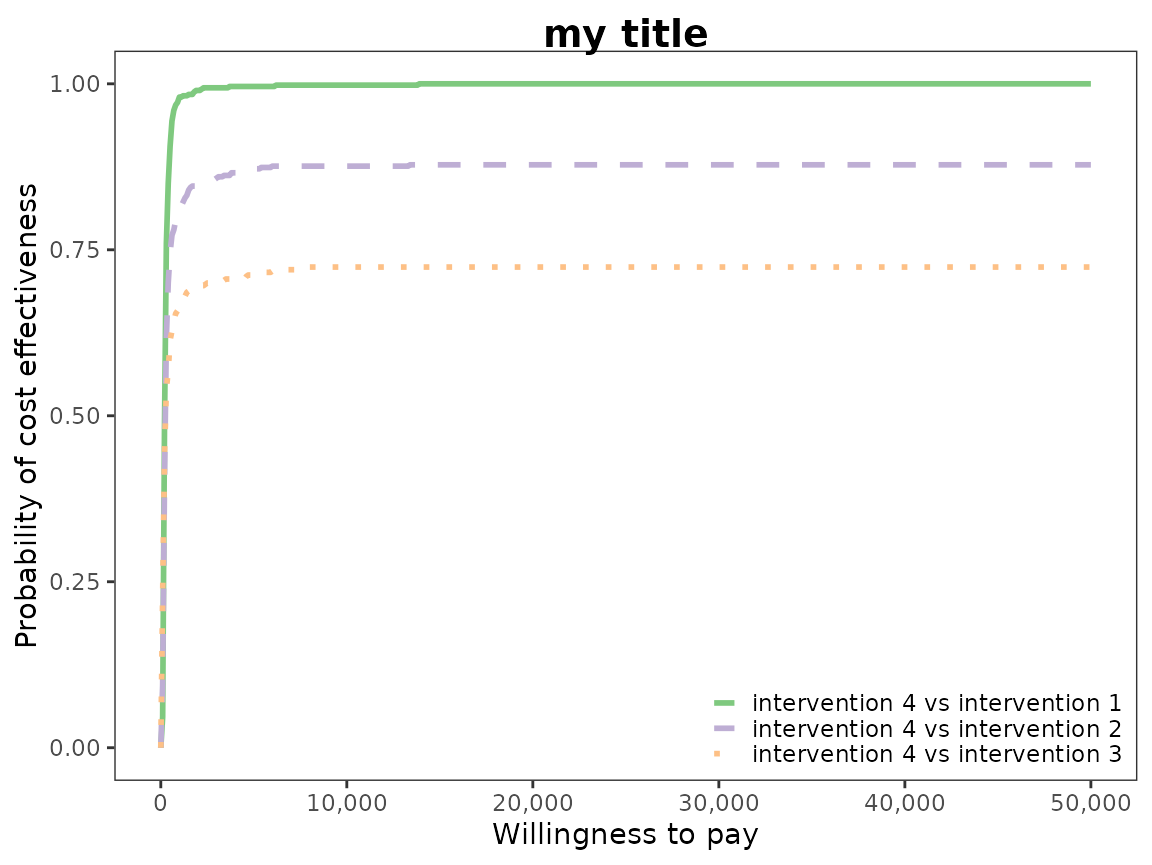 my title
Probability of cost effectiveness
1.00
0.75
0.50
0.25
0.00
intervention 4 vs intervention 1
intervention 4 vs intervention 2
intervention 4 vs intervention 3
0 10,000 20,000 30,000 40,000 50,000
Willingness to pay